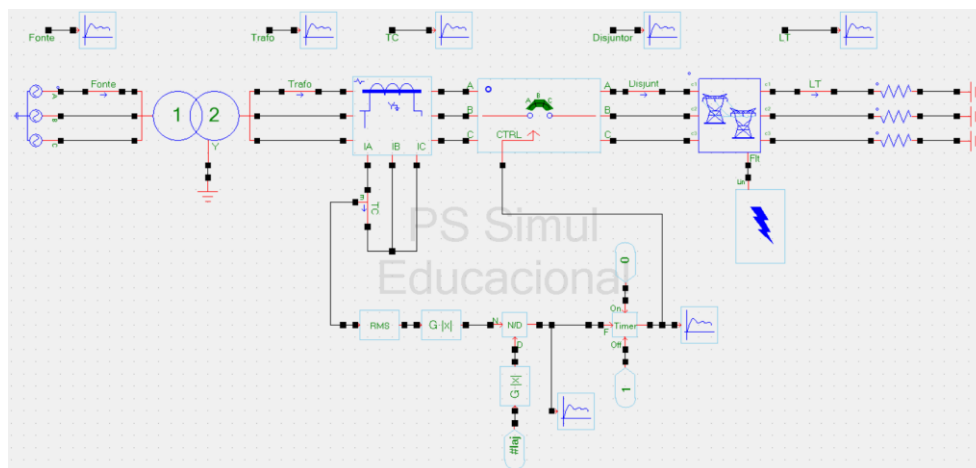 Fonte
Trafo
TC
Disjuntor
LT
A
Fonte
B
C
1 2
Y
Trafo
IA IB IC
A
B
C
A B C
CTRL
A
B
C
Disjunt
LT
Flt
Lin
TC
PS Simul
Educacional
RMS
G·|x|
N
N/D
D
G·|x|
#Iaj
0
On
F
Timer
Off
1